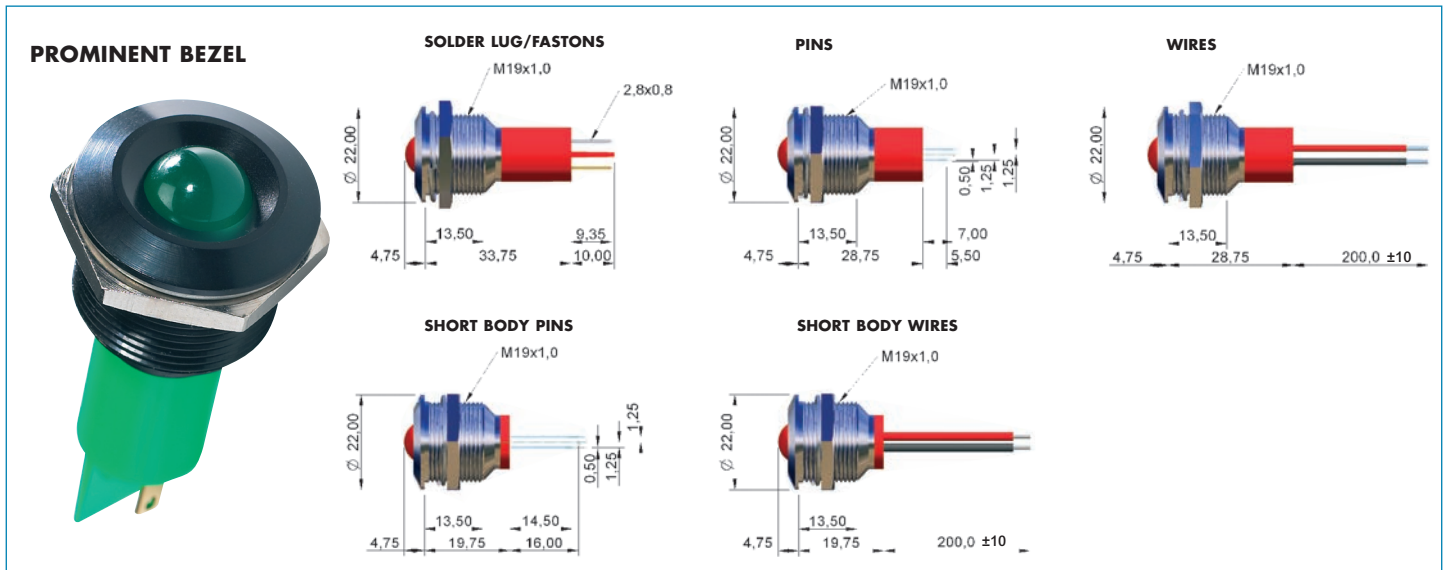 PROMINENT BEZEL
SOLDER LUG/FASTONS
M19x1,0
2,8x0,8
Ø 22,00
13,50
9,35
4,75
33,75
10,00
PINS
M19x1,0
Ø 22,00
0,50
1,25
1,25
13,50
7,00
4,75
28,75
5,50
WIRES
M19x1,0
Ø 22,00
13,50
4,75
28,75
200,0 ±10
SHORT BODY PINS
M19x1,0
Ø 22,00
0,50
1,25
1,25
13,50
14,50
4,75
19,75
16,00
SHORT BODY WIRES
M19x1,0
Ø 22,00
13,50
4,75
19,75
200,0 ±10